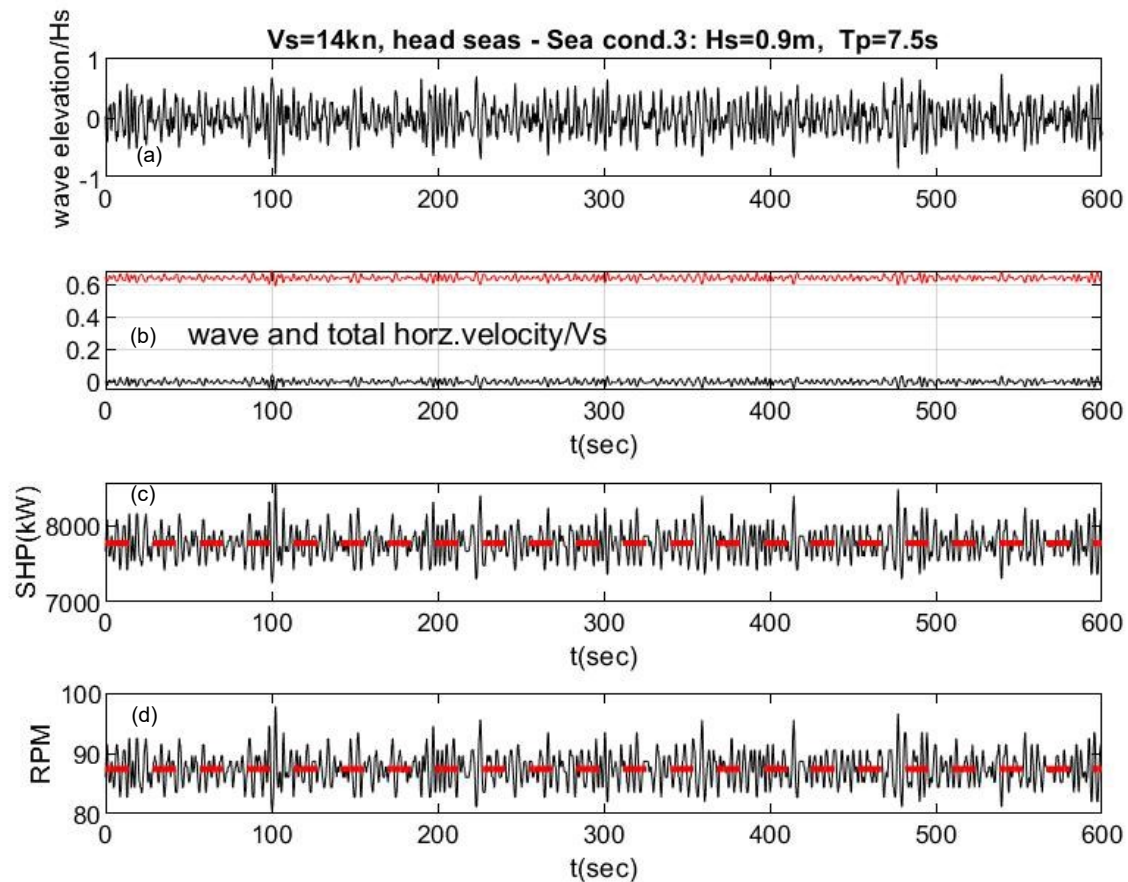 Vs=14kn, head seas - Sea cond.3: Hs=0.9m, Tp=7.5s
wave elevation/Hs
1
0
-1
(a)
0 100 200 300 400 500 600
0.6
0.4
0.2
0
(b) wave and total horz.velocity/Vs
0 100 200 300 400 500 600
t(sec)
SHP(kW)
8000
7000
(c)
0 100 200 300 400 500 600
t(sec)
RPM
100
90
80
(d)
0 100 200 300 400 500 600
t(sec)